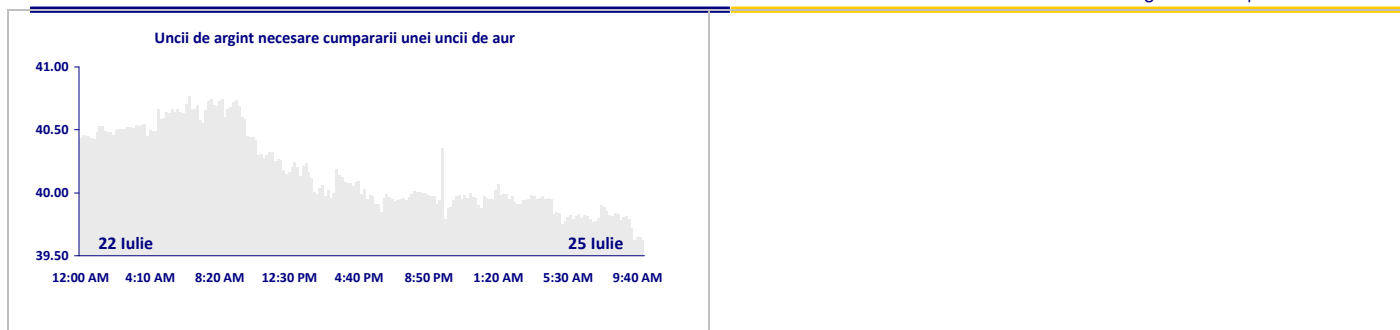 Uncii de argint necesare cumpararii unei uncii de aur
41.00
40.50
40.00
39.50
22 Iulie
25 Iulie
12:00 AM 4:10 AM 8:20 AM 12:30 PM 4:40 PM 8:50 PM 1:20 AM 5:30 AM 9:40 AM